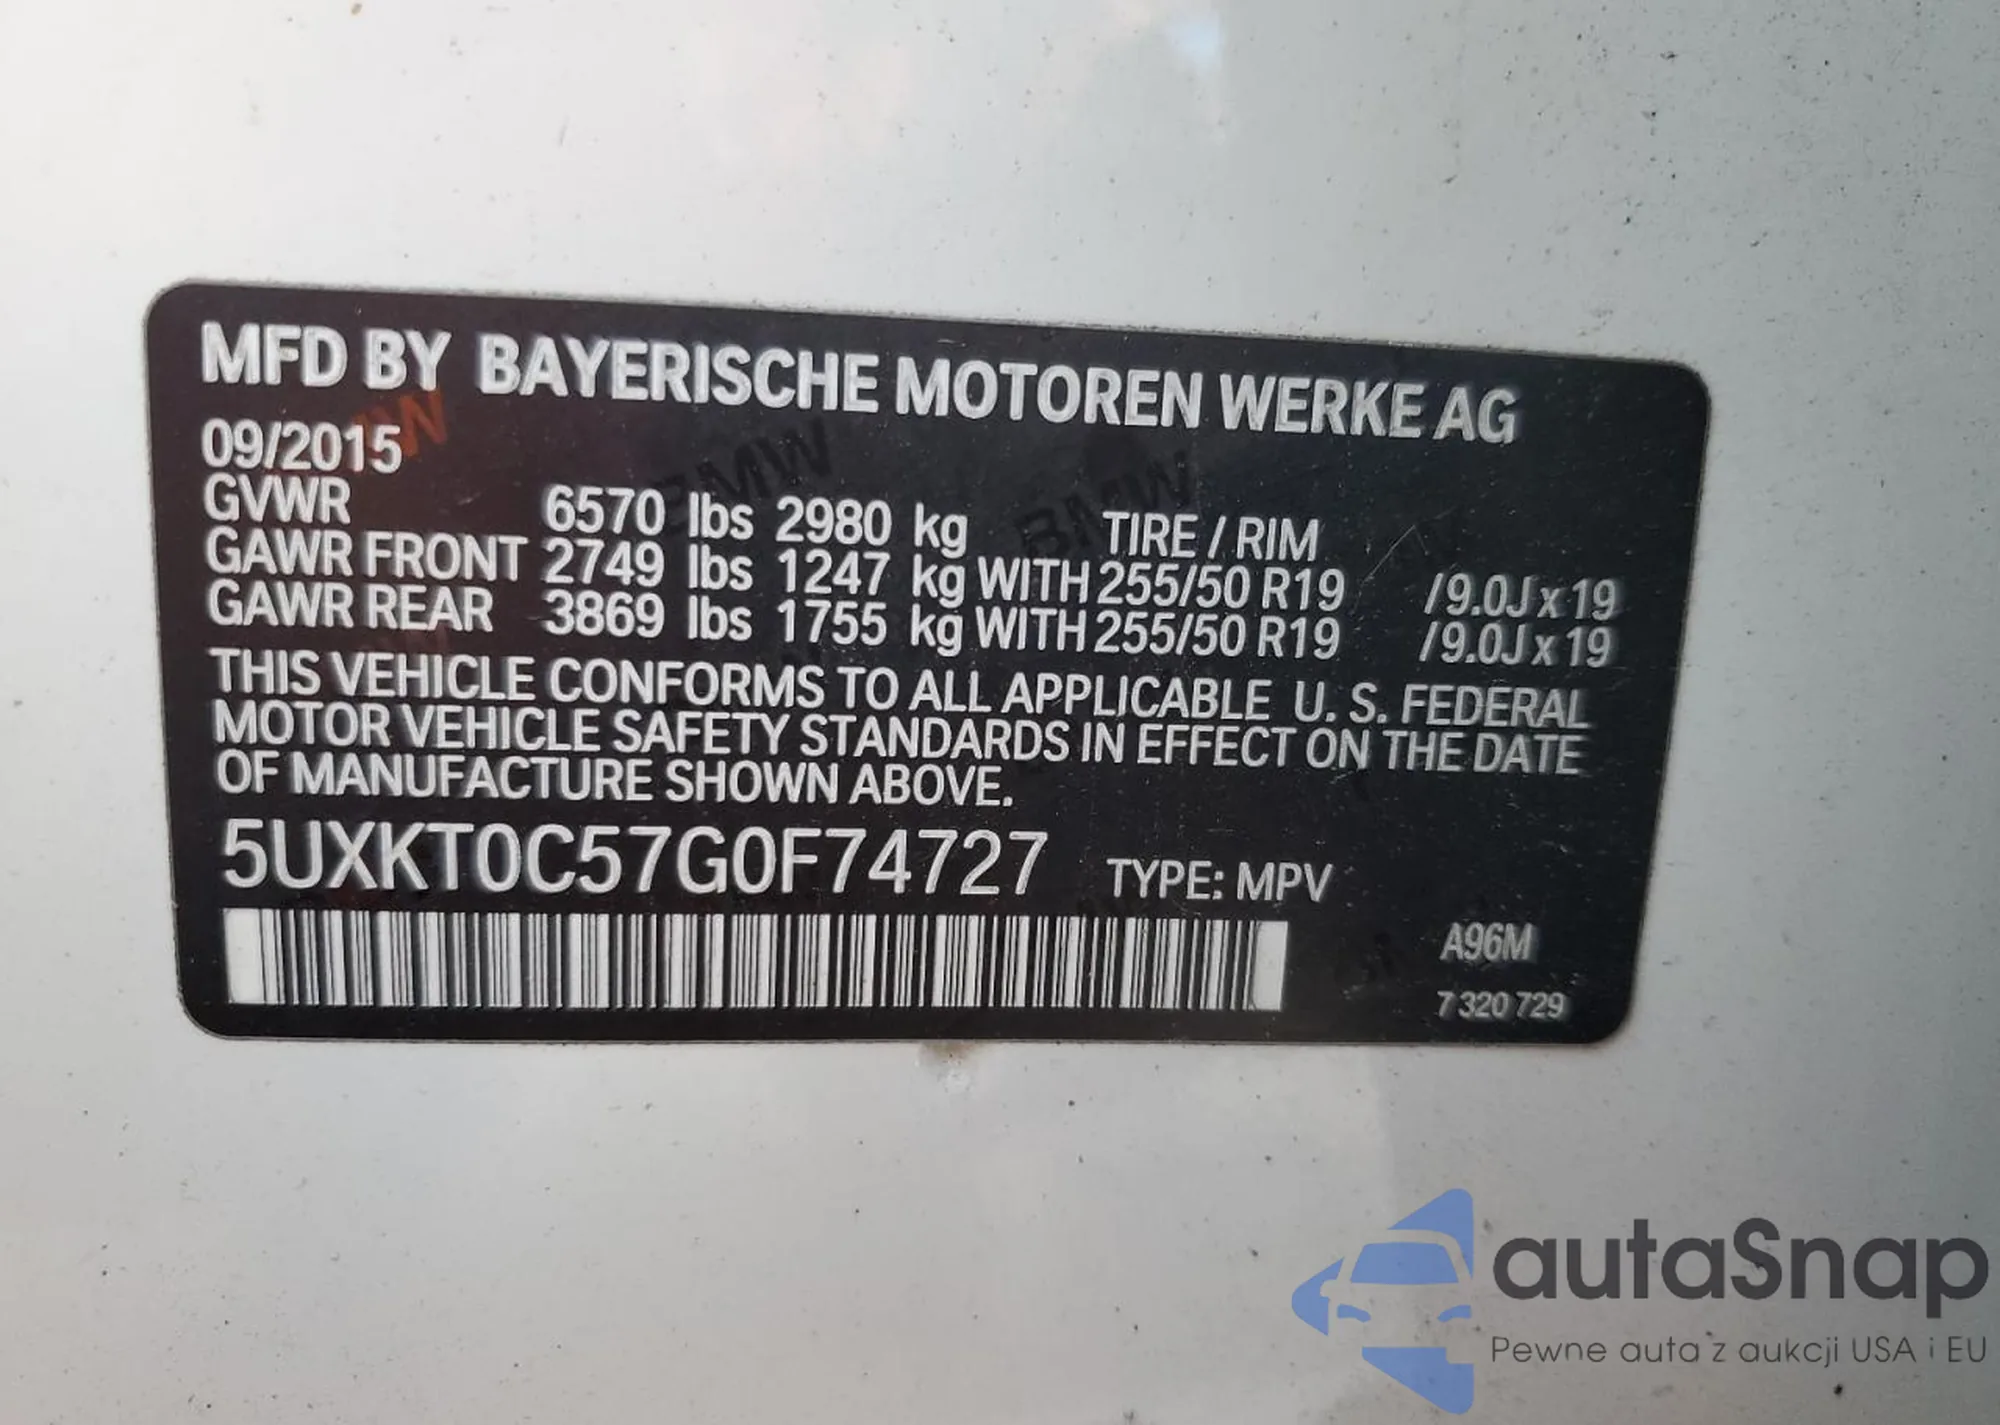 MFD BY BAYERISCHE MOTOREN WERKE AG
09/2015
GVWR 6570 lbs 2980 kg TIRE / RIM
GAWR FRONT 2749 lbs 1247 kg WITH 255/50 R19 /9.0J x 19
GAWR REAR 3869 lbs 1755 kg WITH 255/50 R19 /9.0J x 19
THIS VEHICLE CONFORMS TO ALL APPLICABLE U. S. FEDERAL
MOTOR VEHICLE SAFETY STANDARDS IN EFFECT ON THE DATE
OF MANUFACTURE SHOWN ABOVE.
5UXKT0C57G0F74727 TYPE: MPV
A96M
7 320 729
BMW
BMW
autaSnap
Pewne auta z aukcji USA i EU